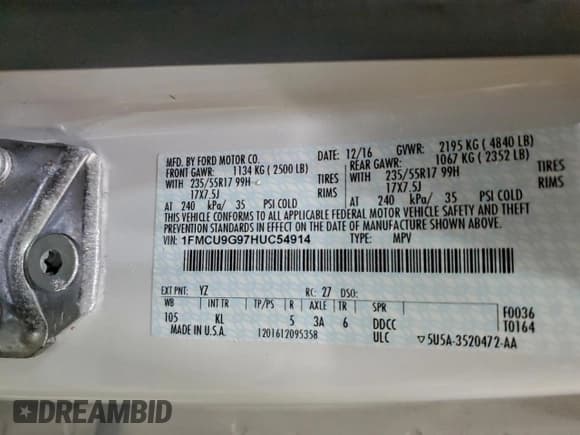 MFD. BY FORD MOTOR CO.
DATE: 12/16 GVWR: 2195 KG ( 4840 LB)
FRONT GAWR: 1134 KG ( 2500 LB)
REAR GAWR: 1067 KG ( 2352 LB)
WITH 235/55R17 99H TIRES
WITH 235/55R17 99H TIRES
17X7.5J RIMS
17X7.5J RIMS
AT 240 kPa/ 35 PSI COLD
AT 240 kPa/ 35 PSI COLD
THIS VEHICLE CONFORMS TO ALL APPLICABLE FEDERAL MOTOR VEHICLE SAFETY AND THEFT
PREVENTION STANDARDS IN EFFECT ON THE DATE OF MANUFACTURE SHOWN ABOVE.
VIN: 1FMCU9G97HUC54914 TYPE: MPV
EXT PNT: YZ RC: 27 DSO:
WB INT TR TP/PS R AXLE TR SPR F0036
105 KL 5 3A 6 DDCC T0164
MADE IN U.S.A. 1201612095358 ULC ▽5U5A-3520472-AA
DREAMBID